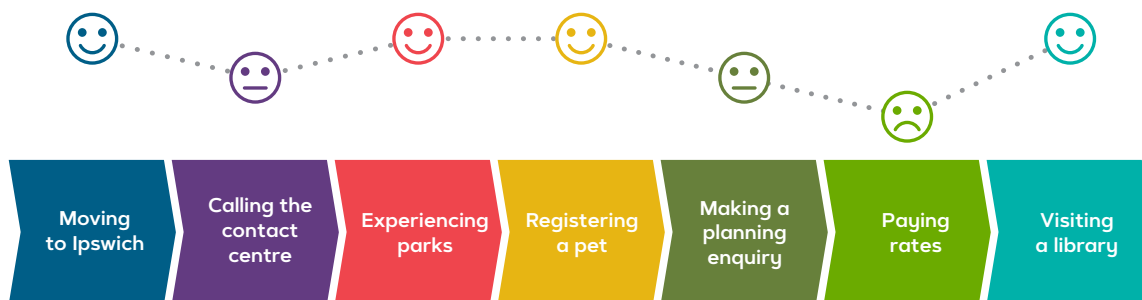 Moving
to Ipswich
Calling the
contact
centre
Experiencing
parks
Registering
a pet
Making a
planning
enquiry
Paying
rates
Visiting
a library